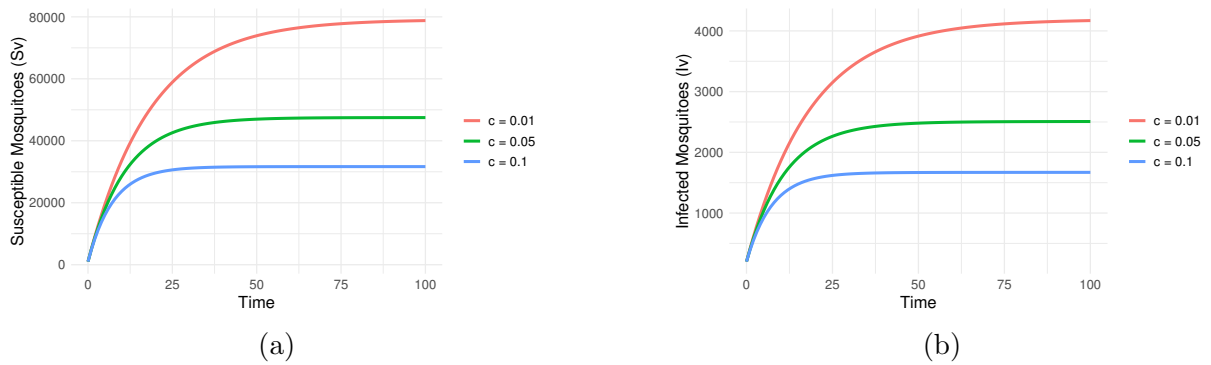 Susceptible Mosquitoes (Sv)
80000
60000
40000
20000
0
0 25 50 75 100
Time
c = 0.01
c = 0.05
c = 0.1
(a)
Infected Mosquitoes (Iv)
4000
3000
2000
1000
0 25 50 75 100
Time
c = 0.01
c = 0.05
c = 0.1
(b)